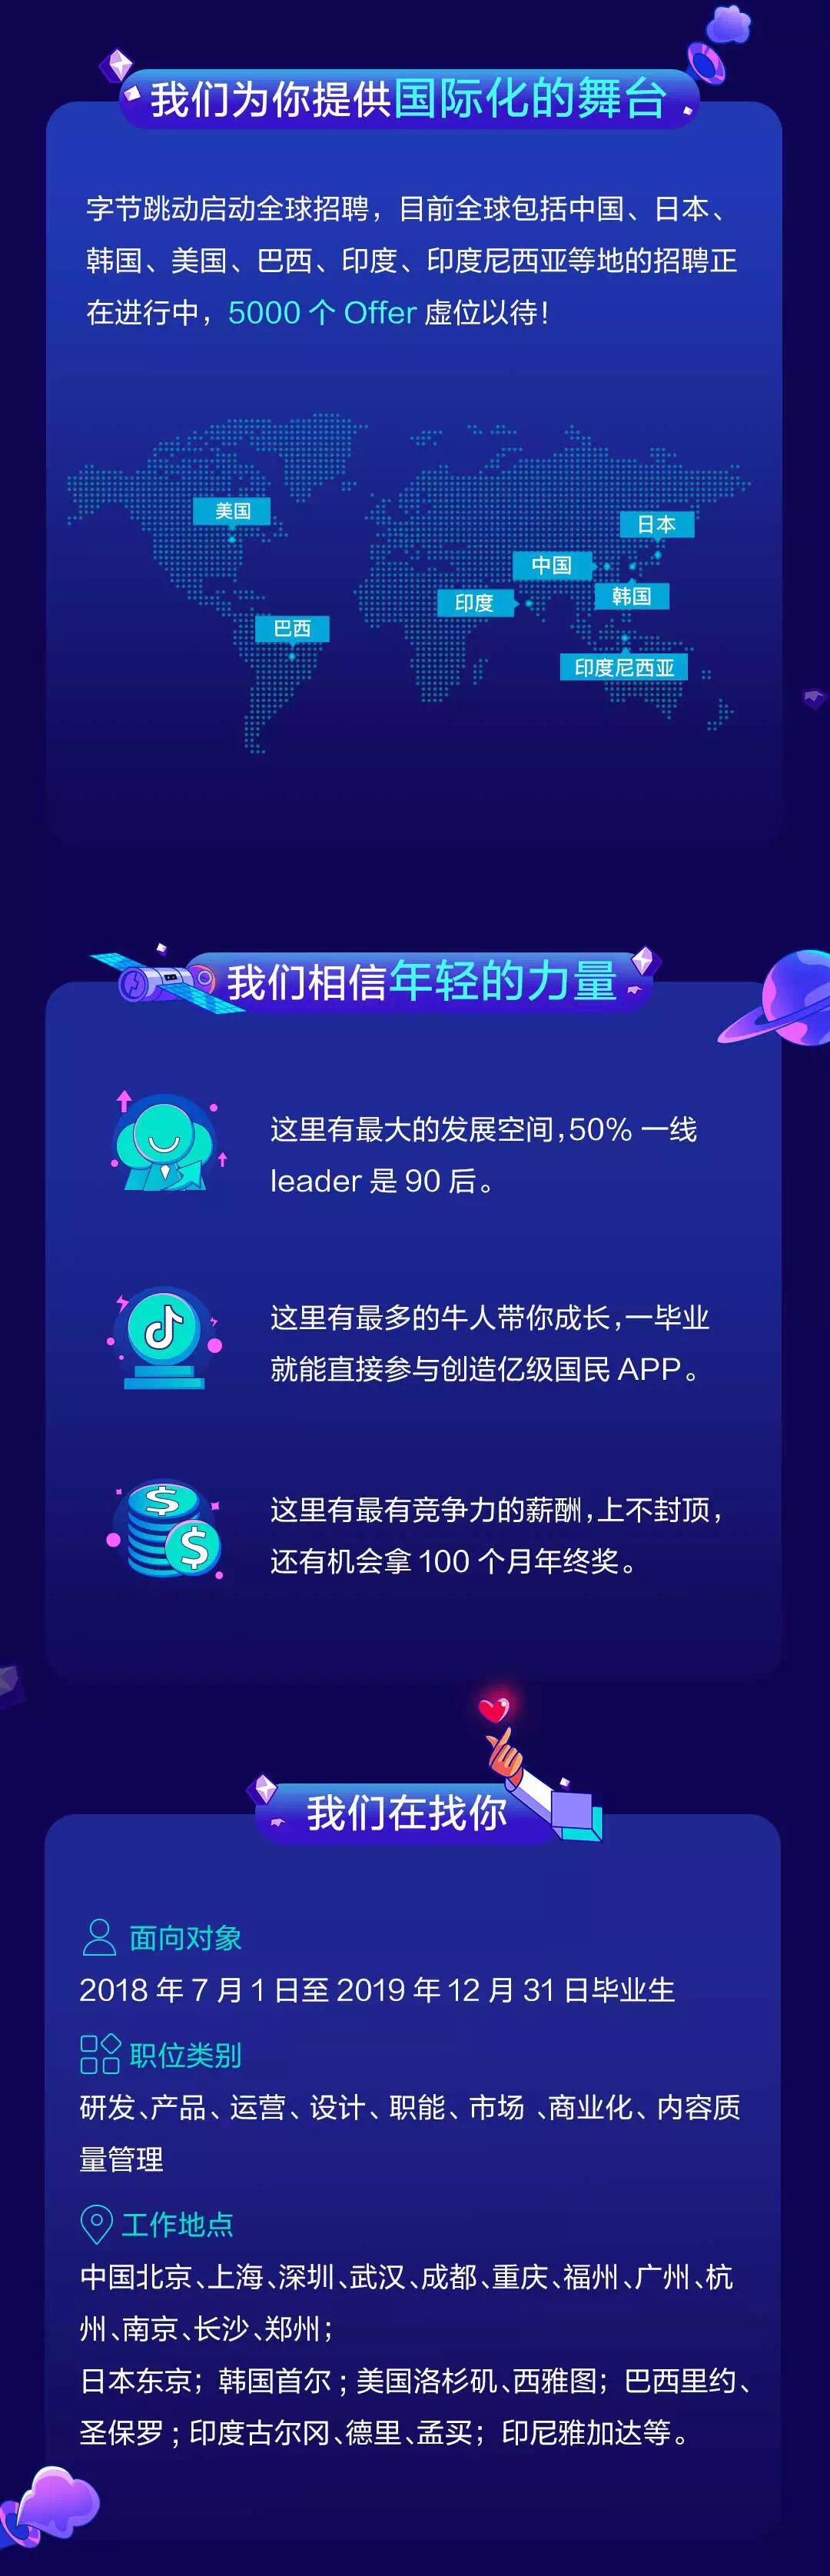 我们为你提供国际化的舞台
字节跳动启动全球招聘，目前全球包括中国、日本、
韩国、美国、巴西、印度、印度尼西亚等地的招聘正
在进行中，5000 个 Offer 虚位以待！
美国
日本
中国
韩国
印度
巴西
印度尼西亚
我们相信年轻的力量
这里有最大的发展空间，50% 一线
leader 是 90 后。
这里有最多的牛人带你成长，一毕业
就能直接参与创造亿级国民 APP。
$
$
这里有最有竞争力的薪酬，上不封顶，
还有机会拿 100 个月年终奖。
我们在找你
面向对象
2018 年 7 月 1 日至 2019 年 12 月 31 日毕业生
职位类别
研发、产品、运营、设计、职能、市场 、商业化、内容质
量管理
工作地点
中国北京、上海、深圳、武汉、成都、重庆、福州、广州、杭
州、南京、长沙、郑州；
日本东京；韩国首尔；美国洛杉矶、西雅图；巴西里约、
圣保罗；印度古尔冈、德里、孟买；印尼雅加达等。